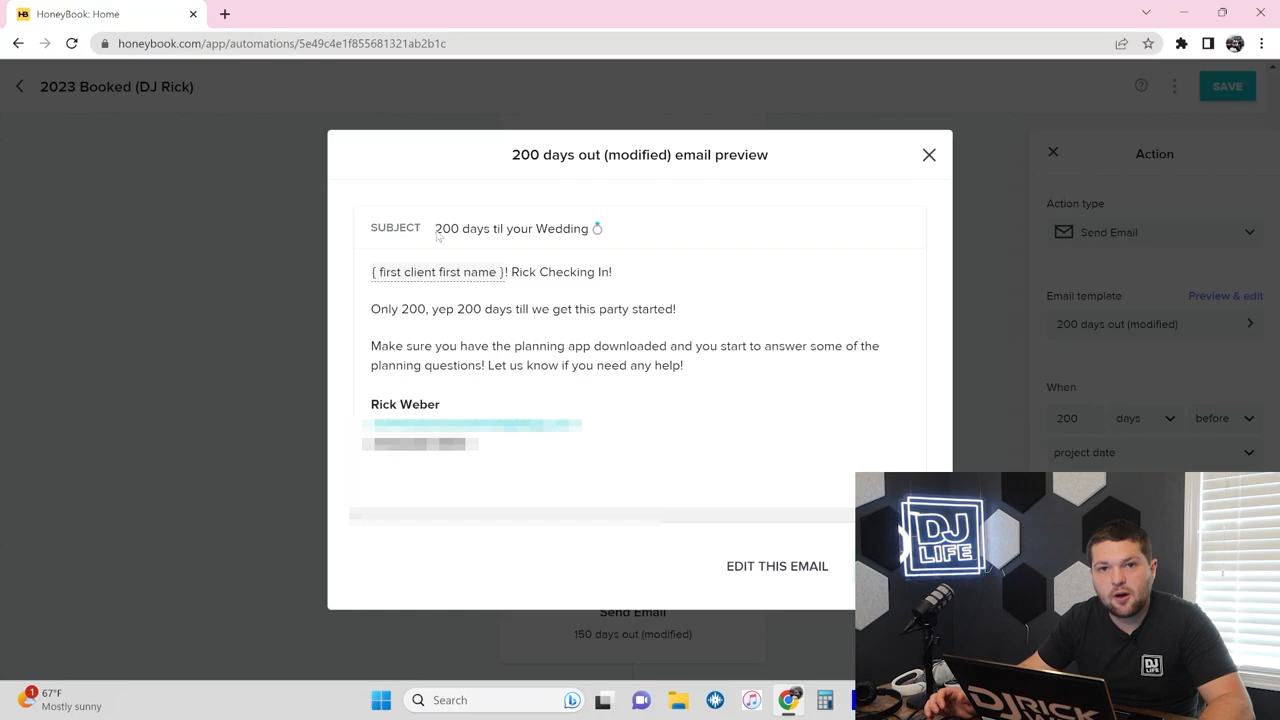 HoneyBook: Home
honeybook.com/app/automations/5e49c4e1f855681321ab2b1c
2023 Booked (DJ Rick)
SAVE
200 days out (modified) email preview
Action
SUBJECT 200 days til your Wedding 💍
{ first client first name }! Rick Checking In!
Only 200, yep 200 days till we get this party started!
Make sure you have the planning app downloaded and you start to answer some of the
planning questions! Let us know if you need any help!
Rick Weber
EDIT THIS EMAIL
Action type
Send Email
Email template Preview & edit
200 days out (modified)
When
200 days before
project date
Send Email
150 days out (modified)
DJ
LIFE
DJ
LIFE
DJRICK
1
67°F
Mostly sunny
Search